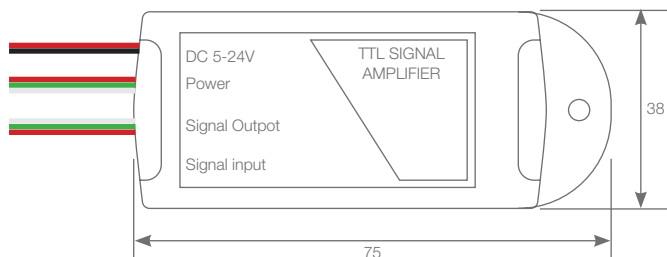 DC 5-24V
Power
Signal Outpot
Signal input
TTL SIGNAL
AMPLIFIER
38
75